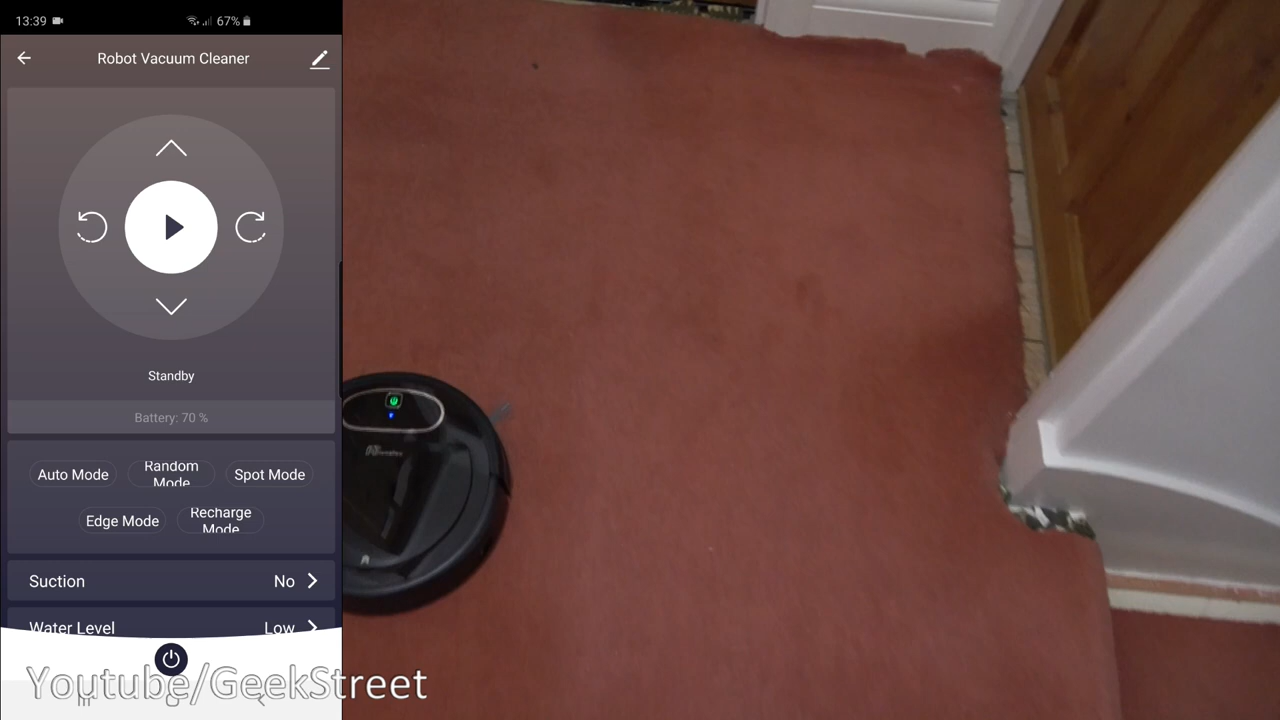 13:39
67%
Robot Vacuum Cleaner
Standby
Battery: 70 %
Auto Mode
Random
Mode
Spot Mode
Edge Mode
Recharge
Mode
Suction
No
Water Level
Low
Youtube/GeekStreet